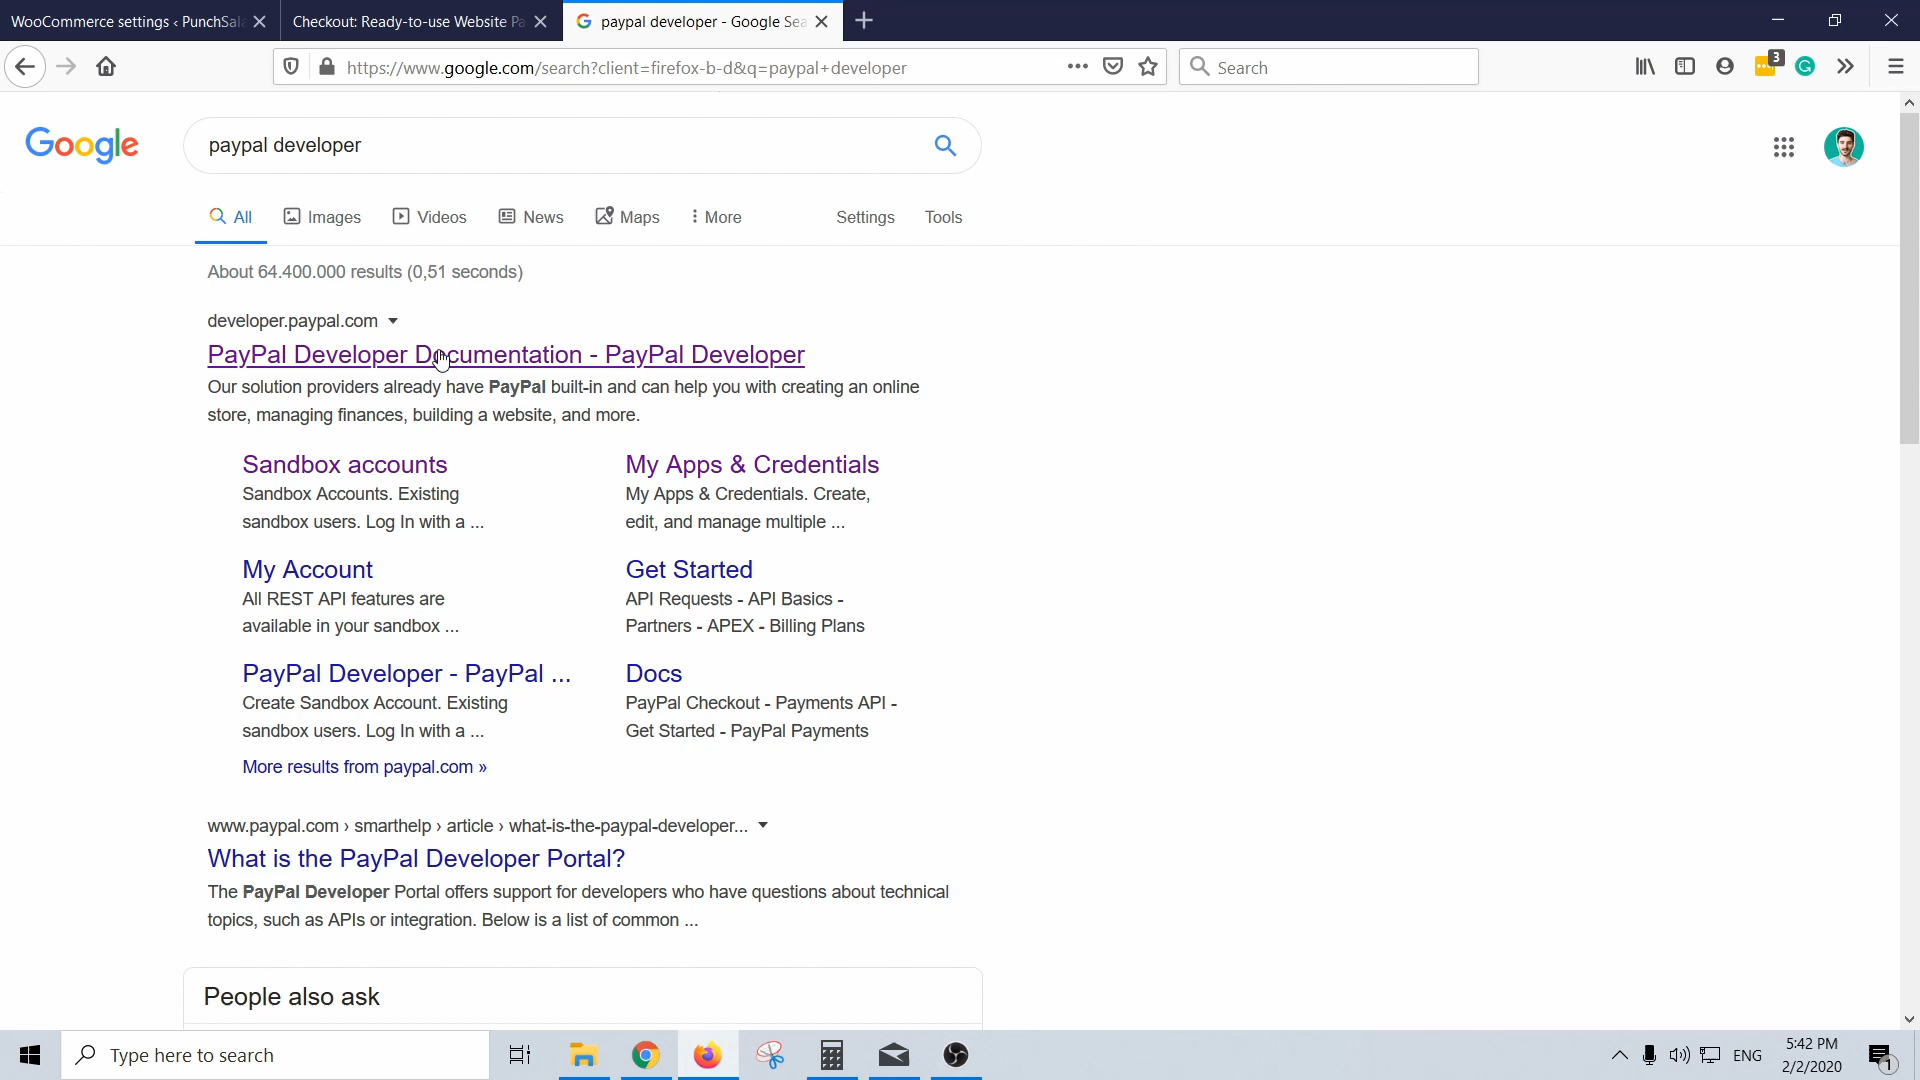 WooCommerce settings ‹ PunchSal
Checkout: Ready-to-use Website Pa
paypal developer - Google Sea
https://www.google.com/search?client=firefox-b-d&q=paypal+developer
Search
3
Google
paypal developer
All
Images
Videos
News
Maps
More
Settings
Tools
About 64.400.000 results (0,51 seconds)
developer.paypal.com
PayPal Developer Documentation - PayPal Developer
Our solution providers already have PayPal built-in and can help you with creating an online
store, managing finances, building a website, and more.
Sandbox accounts
Sandbox Accounts. Existing
sandbox users. Log In with a ...
My Apps & Credentials
My Apps & Credentials. Create,
edit, and manage multiple ...
My Account
All REST API features are
available in your sandbox ...
Get Started
API Requests - API Basics -
Partners - APEX - Billing Plans
PayPal Developer - PayPal ...
Create Sandbox Account. Existing
sandbox users. Log In with a ...
Docs
PayPal Checkout - Payments API -
Get Started - PayPal Payments
More results from paypal.com »
www.paypal.com › smarthelp › article › what-is-the-paypal-developer...
What is the PayPal Developer Portal?
The PayPal Developer Portal offers support for developers who have questions about technical
topics, such as APIs or integration. Below is a list of common ...
People also ask
Type here to search
ENG
5:42 PM
2/2/2020
1